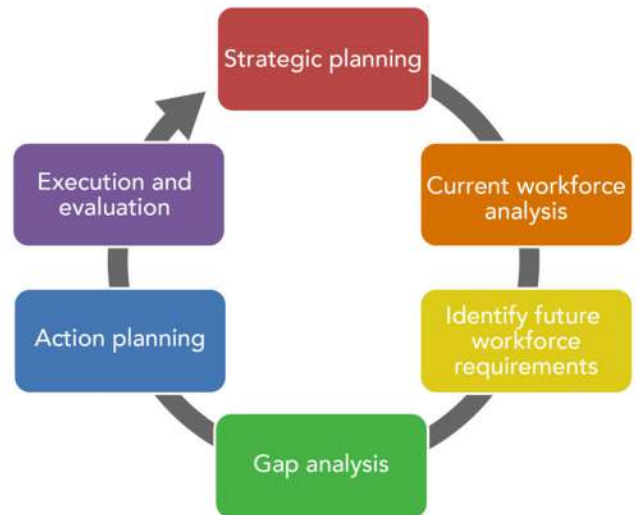 Strategic planning
Current workforce
analysis
Identify future
workforce
requirements
Gap analysis
Action planning
Execution and
evaluation